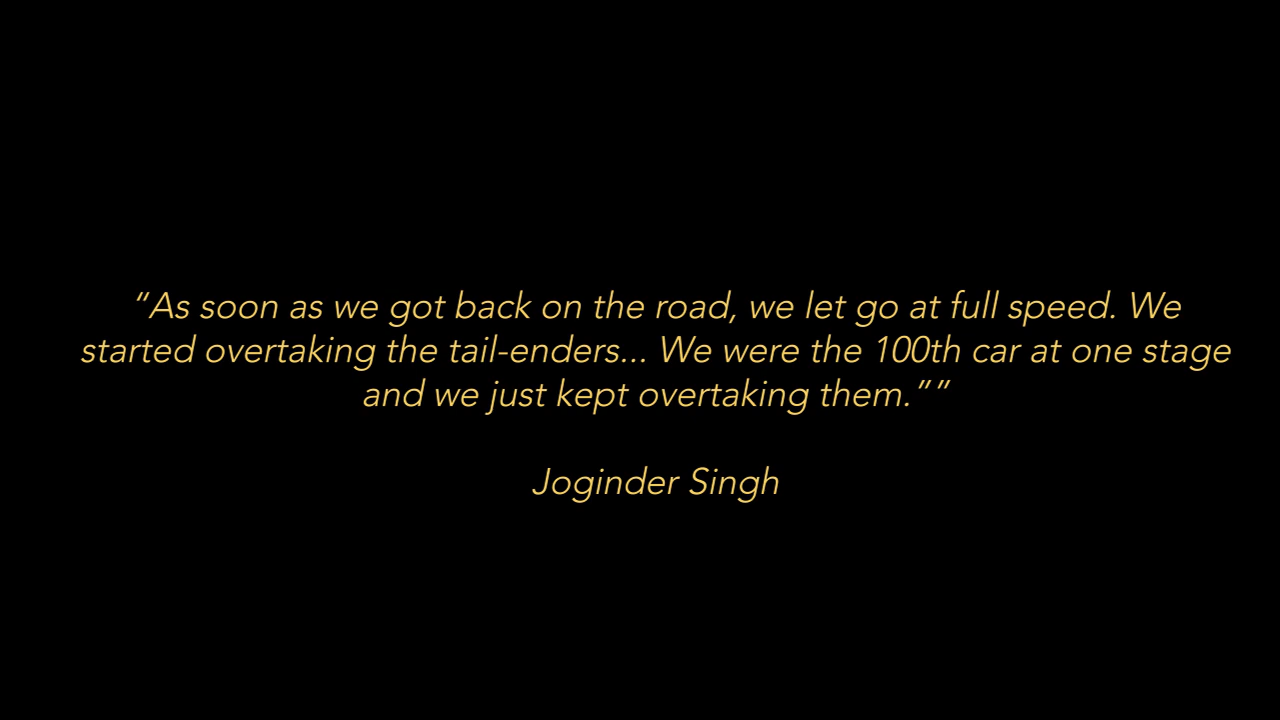 “As soon as we got back on the road, we let go at full speed. We
started overtaking the tail-enders... We were the 100th car at one stage
and we just kept overtaking them.””
Joginder Singh